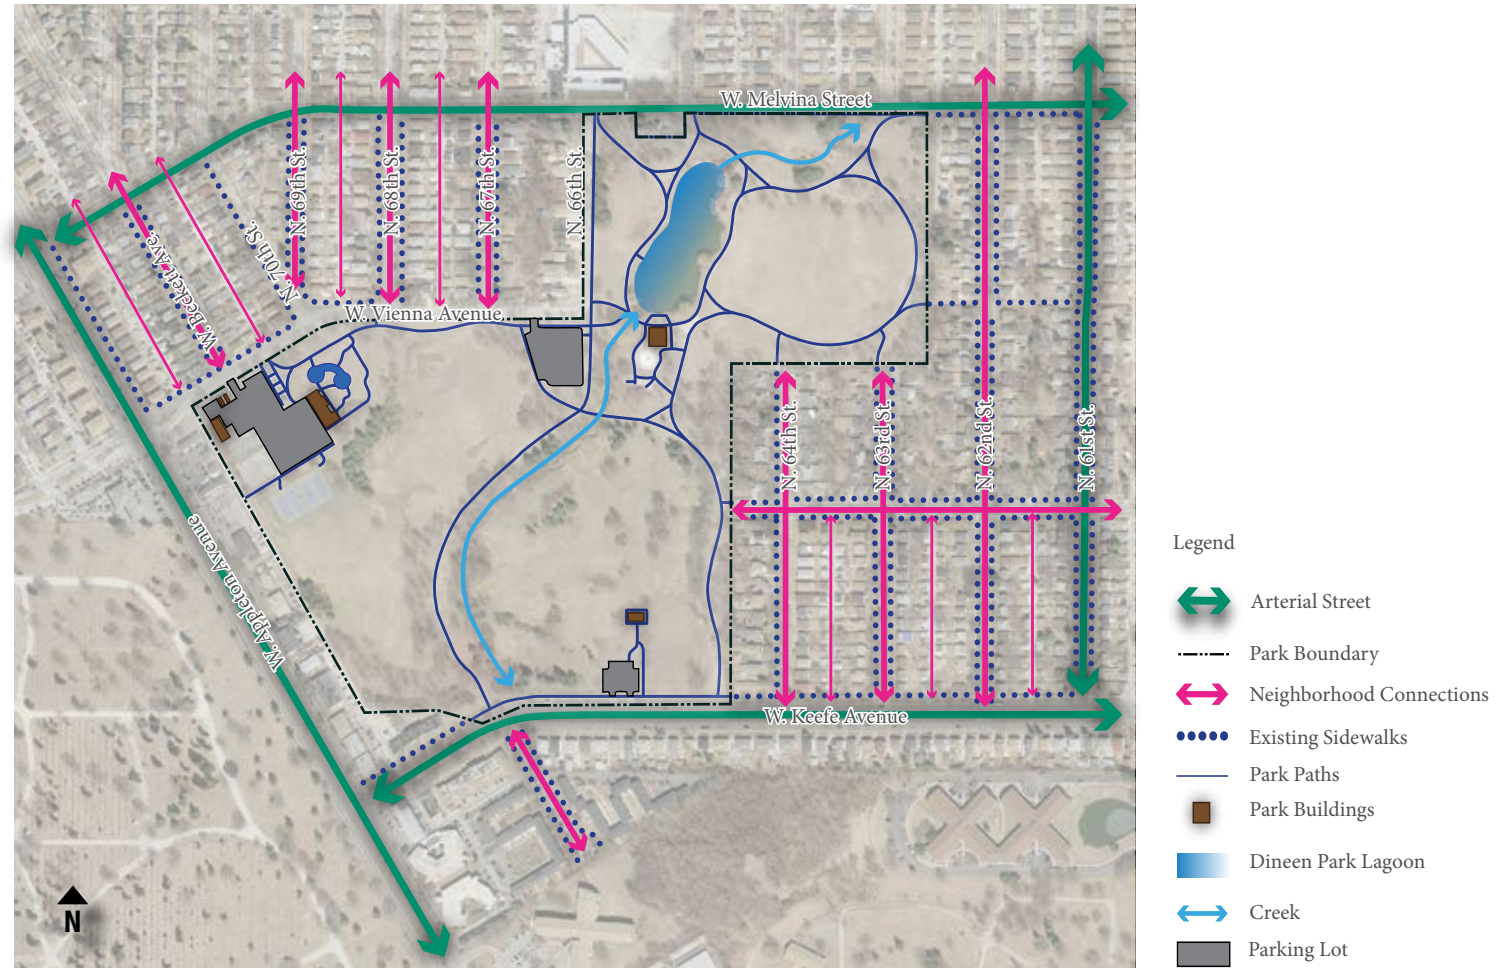 W. Melvina Street
N. 69th St.
N. 68th St.
N. 67th St.
N. 66th St.
N. 70th St.
W. Beckett Ave.
W. Vienna Avenue
N. 64th St.
N. 63rd St.
N. 62nd St.
N. 61st St.
W. Appleton Avenue
W. Keefe Avenue
N
Legend
Arterial Street
Park Boundary
Neighborhood Connections
Existing Sidewalks
Park Paths
Park Buildings
Dineen Park Lagoon
Creek
Parking Lot